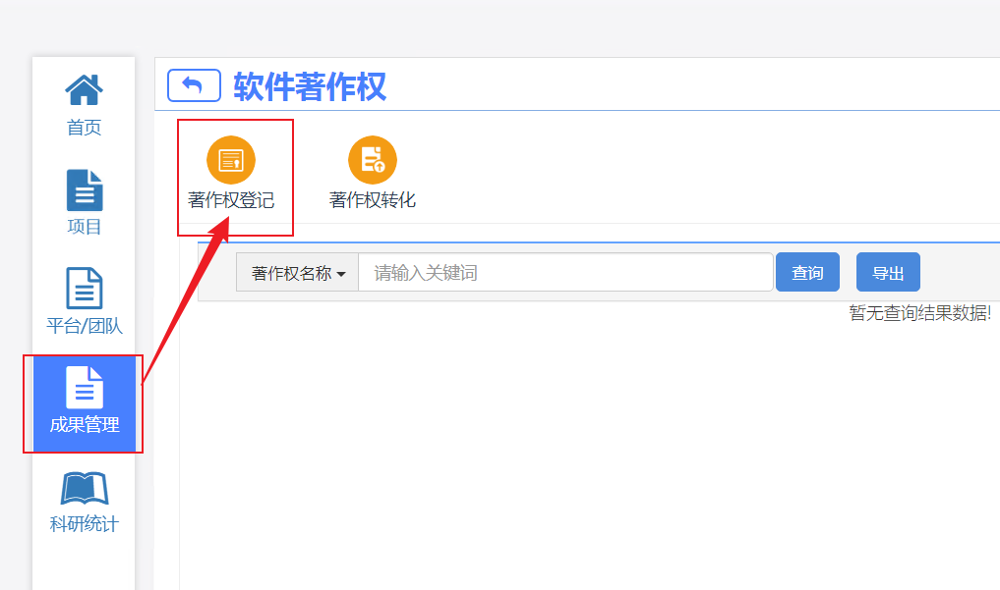 首页
项目
平台/团队
成果管理
科研统计
软件著作权
著作权登记
著作权转化
著作权名称
请输入关键词
查询
导出
暂无查询结果数据!